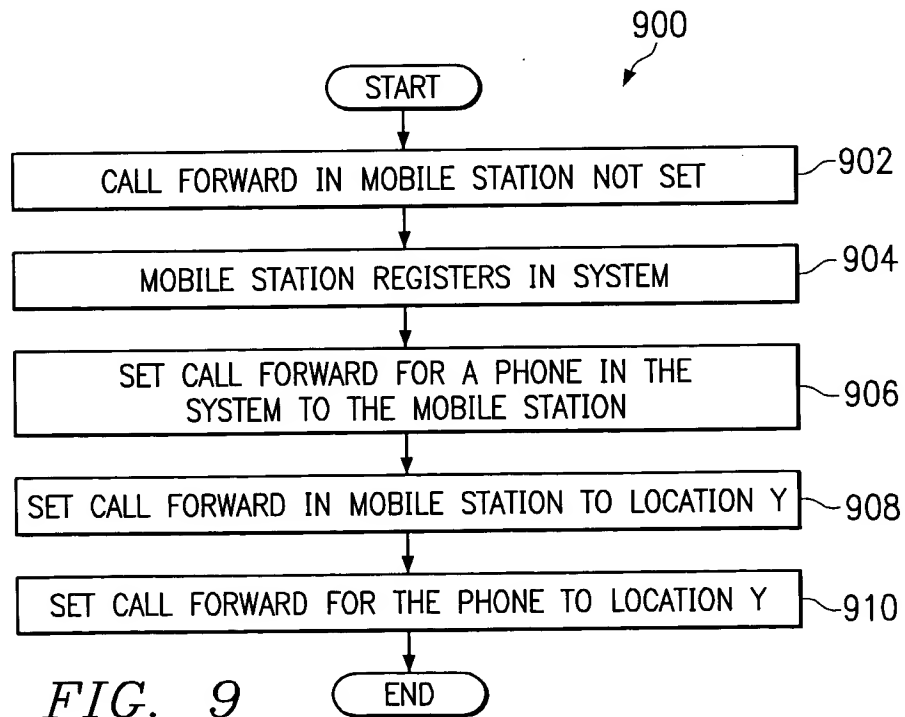 900
START
CALL FORWARD IN MOBILE STATION NOT SET
902
MOBILE STATION REGISTERS IN SYSTEM
904
SET CALL FORWARD FOR A PHONE IN THE
SYSTEM TO THE MOBILE STATION
906
SET CALL FORWARD IN MOBILE STATION TO LOCATION Y
908
SET CALL FORWARD FOR THE PHONE TO LOCATION Y
910
END
FIG. 9